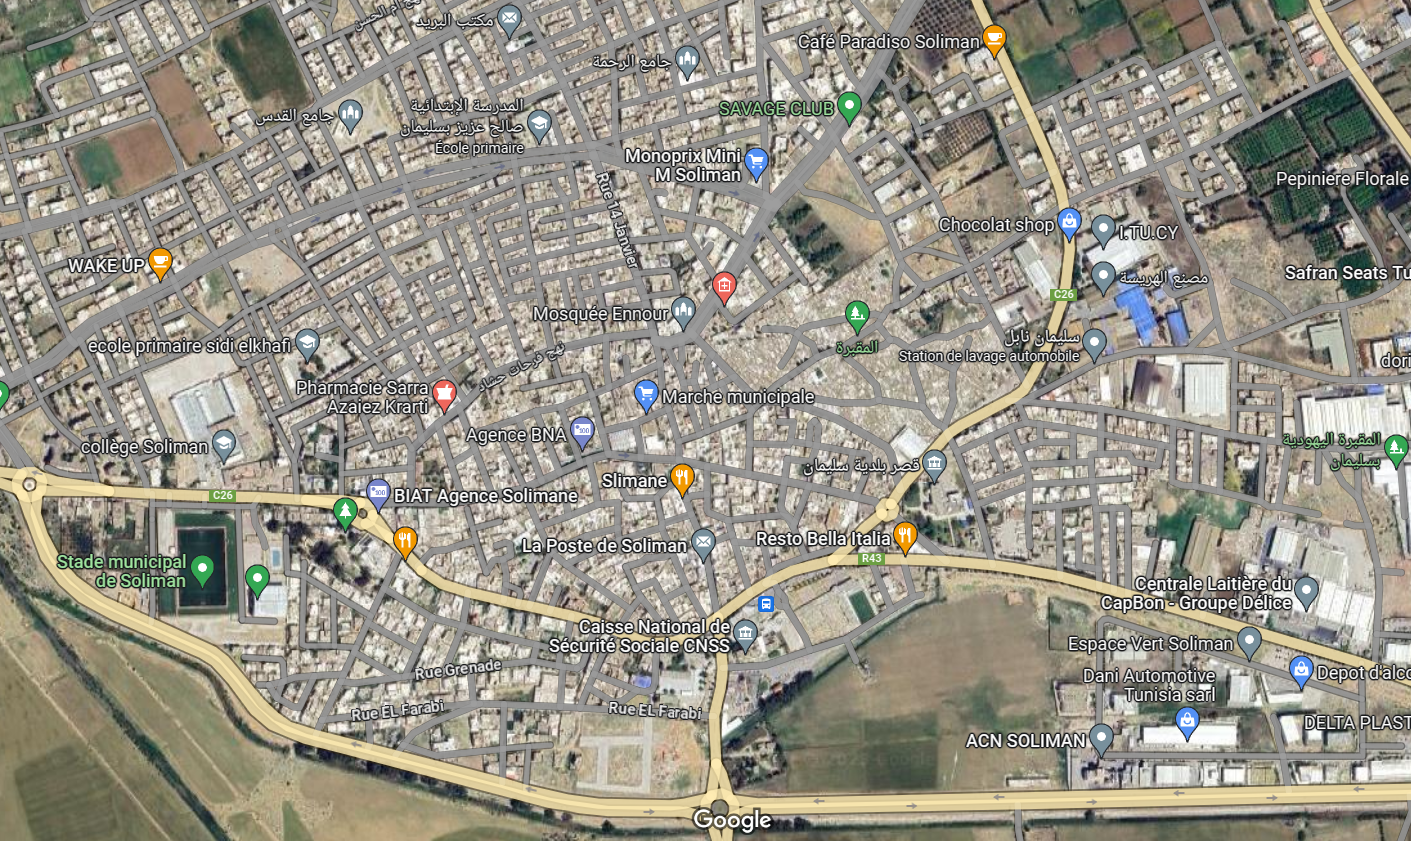 مكتب البريد
Café Paradiso Soliman
جامع الرحمة
SAVAGE CLUB
المدرسة الإبتدائية
صالح عزيز بسليمان
École primaire
جامع القدس
Monoprix Mini
M Soliman
Rue 14 Janvier
Pepiniere Florale
Chocolat shop
I.TU.CY
WAKE UP
مصنع الهريسة
Safran Seats Tu
C26
Mosquée Ennour
المقبرة
سليمان نابل
Station de lavage automobile
ecole primaire sidi elkhafi
نهج فرحات حشاد
dori
Pharmacie Sarra
Azaiez Krarti
Marche municipale
Agence BNA
collège Soliman
المقبرة اليهودية
بسليمان
قصر بلدية سليمان
Slimane
C26
BIAT Agence Solimane
La Poste de Soliman
Resto Bella Italia
R43
Stade municipal
de Soliman
Centrale Laitière du
CapBon - Groupe Délice
Caisse National de
Sécurité Sociale CNSS
Espace Vert Soliman
Rue Grenade
Dani Automotive
Tunisia sarl
Depot d'alco
Rue EL Farabi
Rue EL Farabi
DELTA PLAST
ACN SOLIMAN
Google